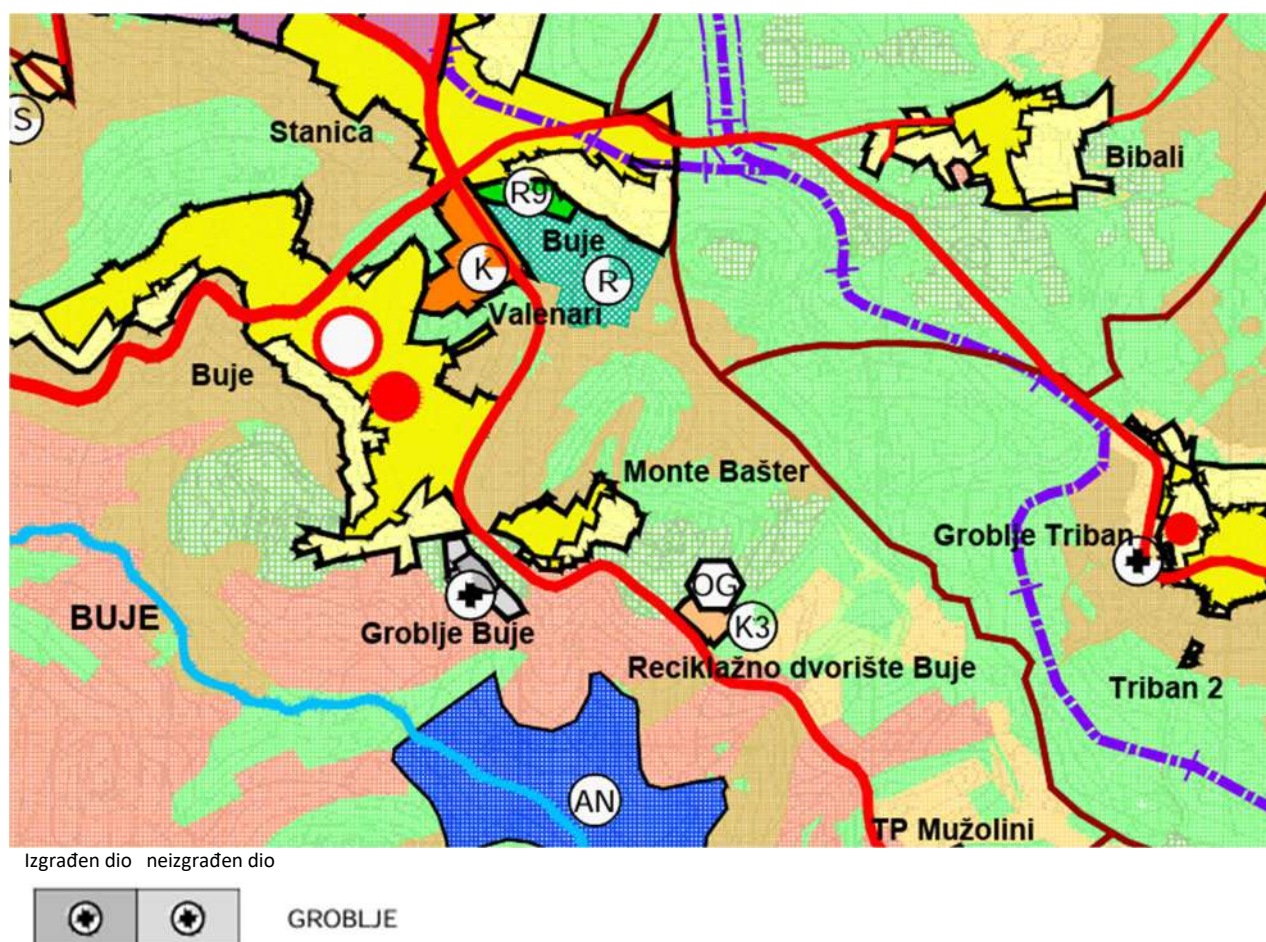 S
Stanica
Bibali
R9
Buje
K
R
Valenari
Buje
Monte Bašter
Groblje Triban
OG
BUJE
Groblje Buje
K3
Reciklažno dvorište Buje
Triban 2
AN
TP Mužolini
Izgrađen dio neizgrađen dio
GROBLJE